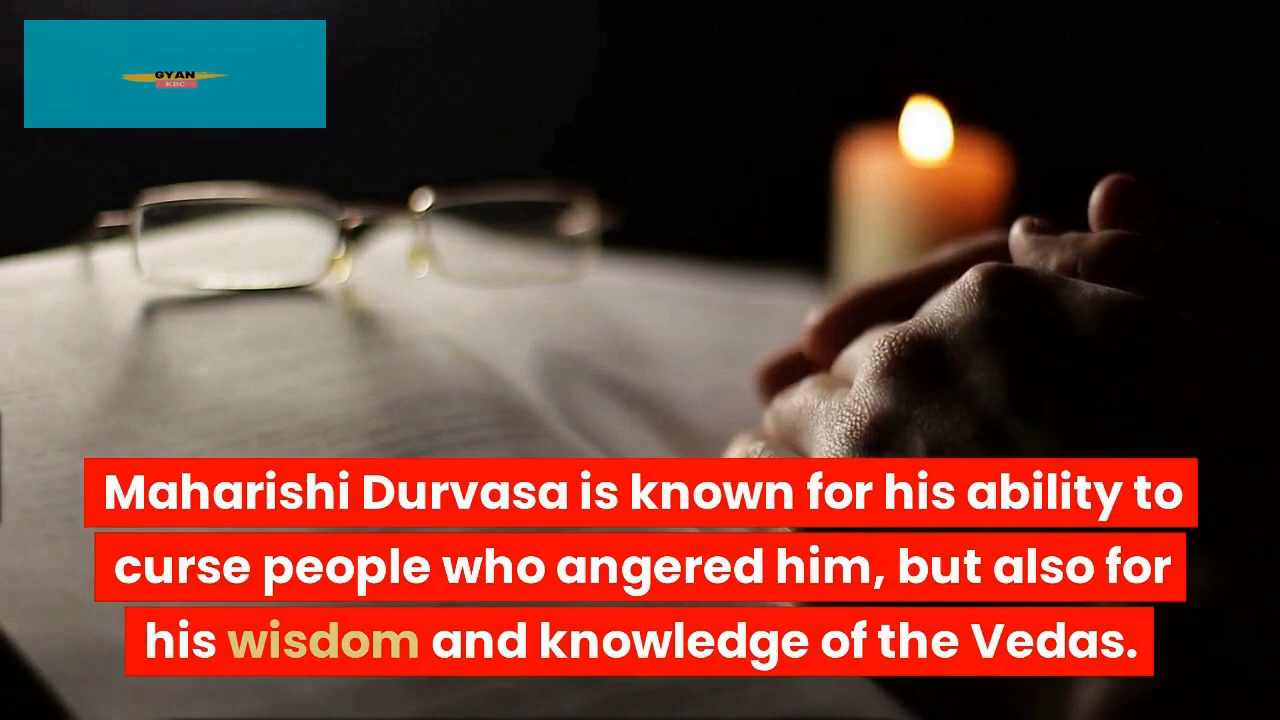 GYAN
KBC
Maharishi Durvasa is known for his ability to
curse people who angered him, but also for
his wisdom and knowledge of the Vedas.